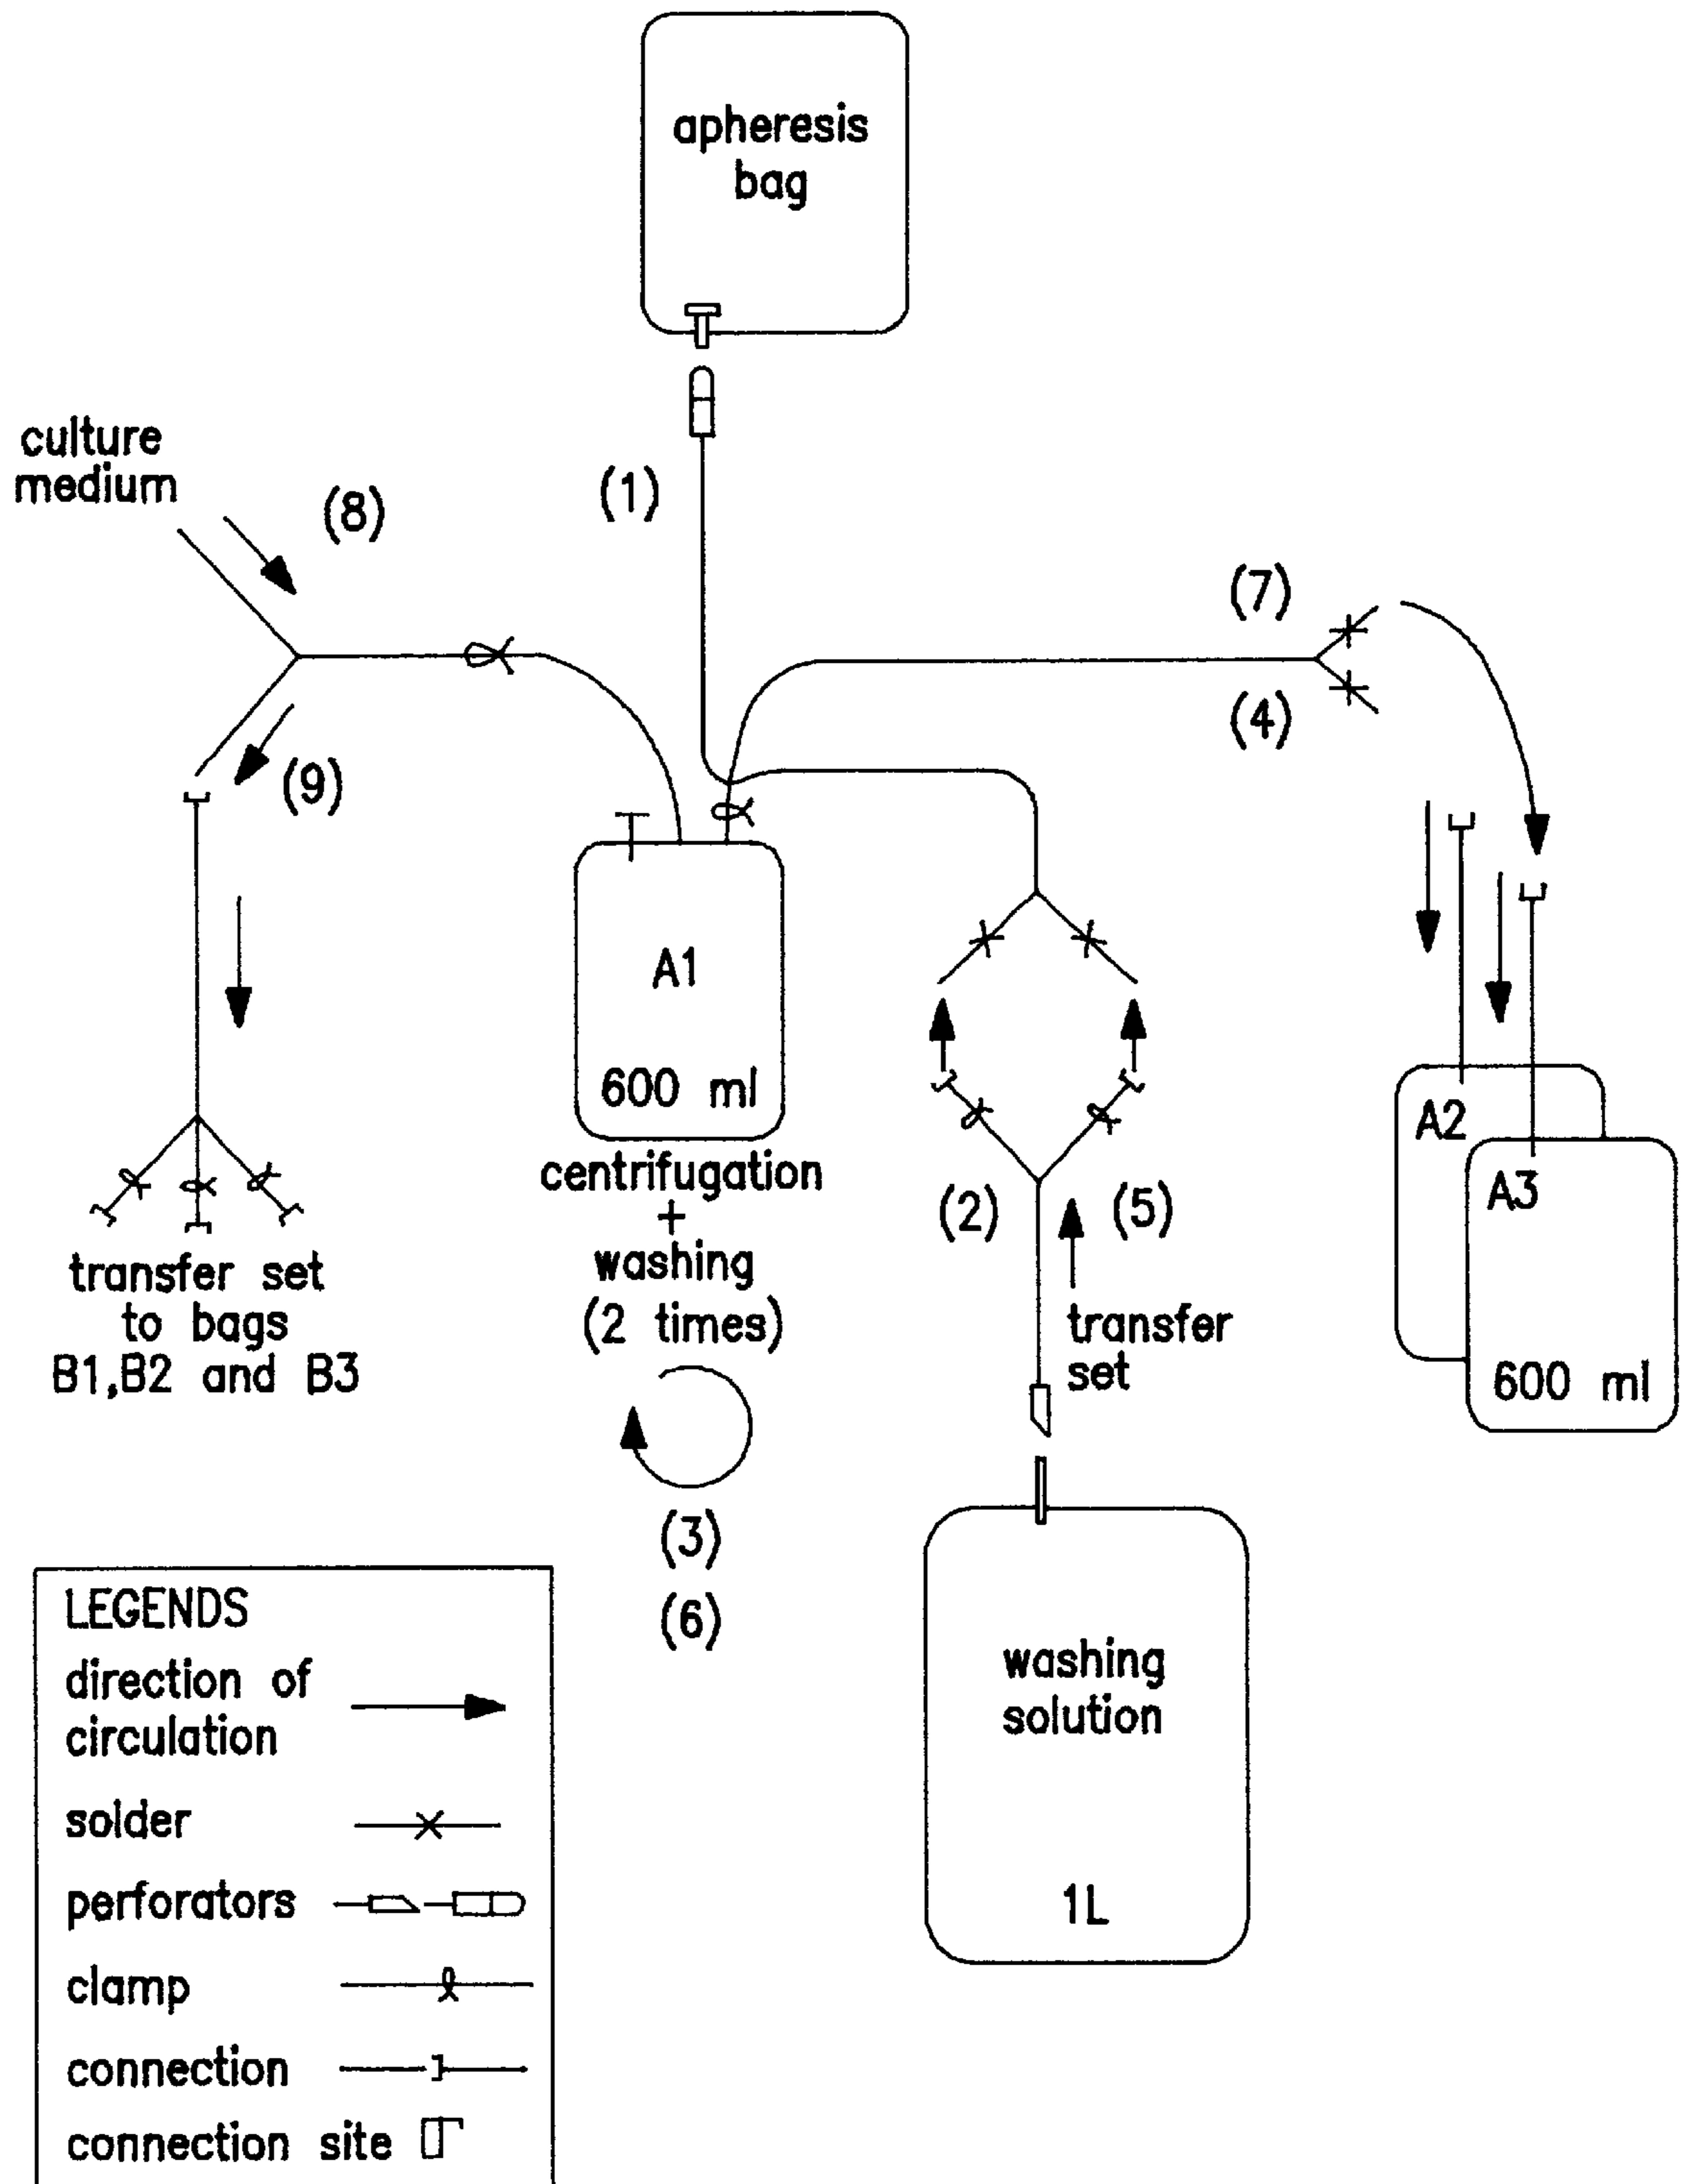 apheresis
bag
culture
medium
(8)
(1)
(7)
(4)
(9)
A1
600 ml
centrifugation
+
washing
(2 times)
(3)
(6)
(2)
(5)
transfer
set
A2
A3
600 ml
transfer set
to bags
B1,B2 and B3
washing
solution
1L
LEGENDS
direction of
circulation
solder
perforators
clamp
connection
connection site